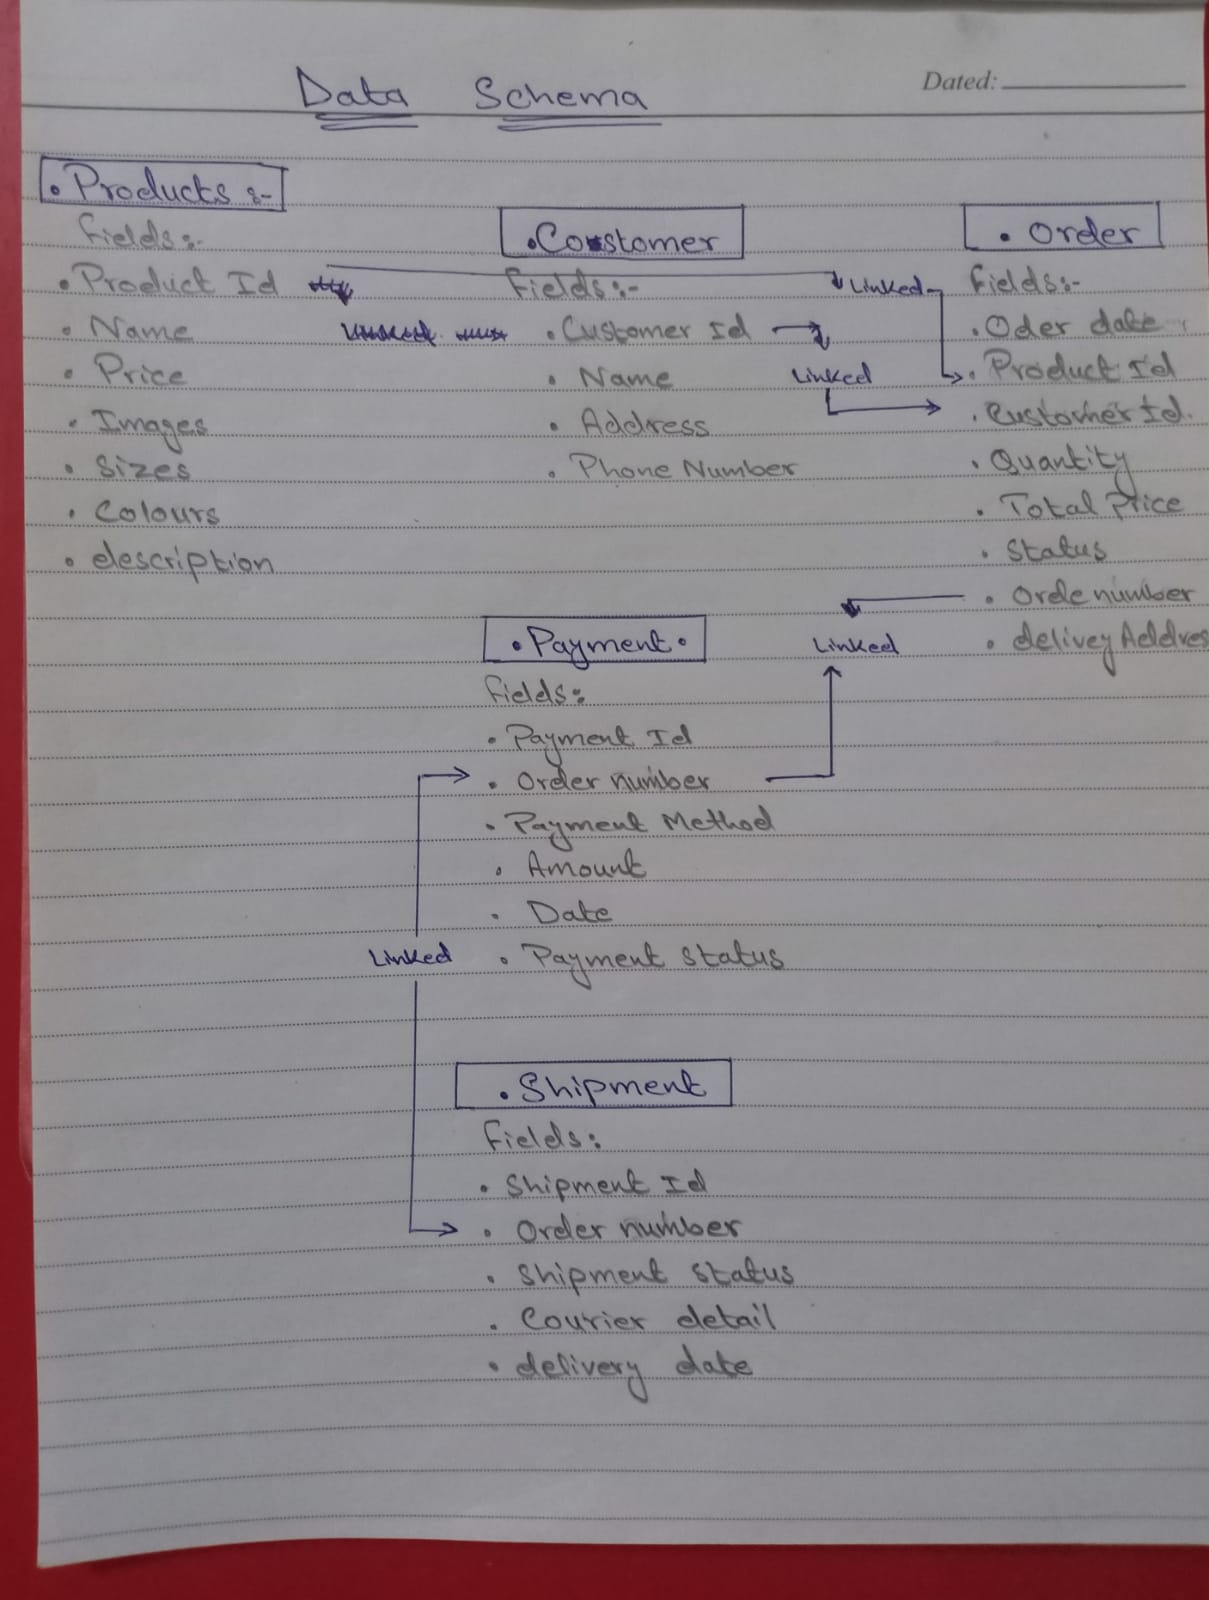 Data Schema
Dated:
• Products :-
fields :-
• Product Id
• Name
• Price
• Images
• Sizes
• Colours
• description
• Costomer
fields :-
• Customer Id
• Name
• Address
• Phone Number
Linked
Linked
• Order
fields :-
• Oder date
• Product Id
• Customer Id.
• Quantity
• Total Price
• Status
• Orde number
• delivey Addres
Linked
• Payment •
fields :
• Payment Id
• Order number
• Payment Method
• Amount
• Date
• Payment status
Linked
• Shipment
fields :
• Shipment Id
• Order number
• Shipment status
• Courier detail
• delivery date